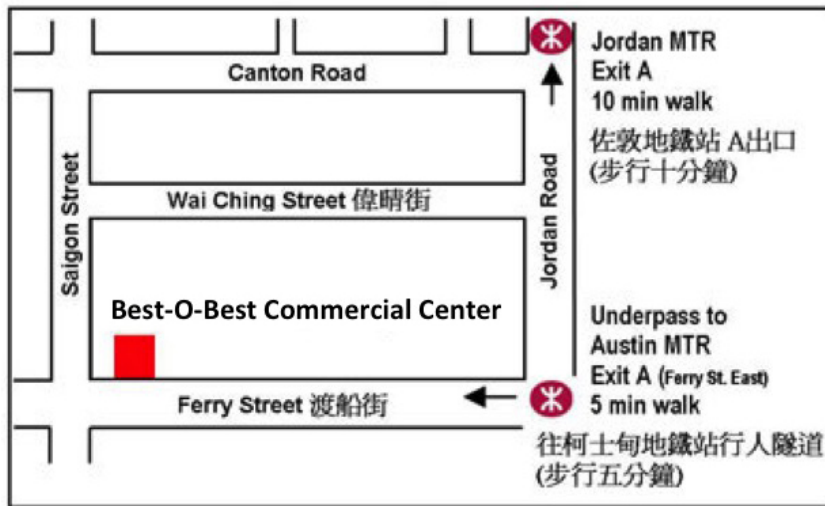 Canton Road
Jordan MTR
Exit A
10 min walk
佐敦地鐵站 A出口
(步行十分鐘)
Saigon Street
Wai Ching Street 偉晴街
Jordan Road
Best-O-Best Commercial Center
Underpass to
Austin MTR
Exit A (Ferry St. East)
5 min walk
Ferry Street 渡船街
往柯士甸地鐵站行人隧道
(步行五分鐘)